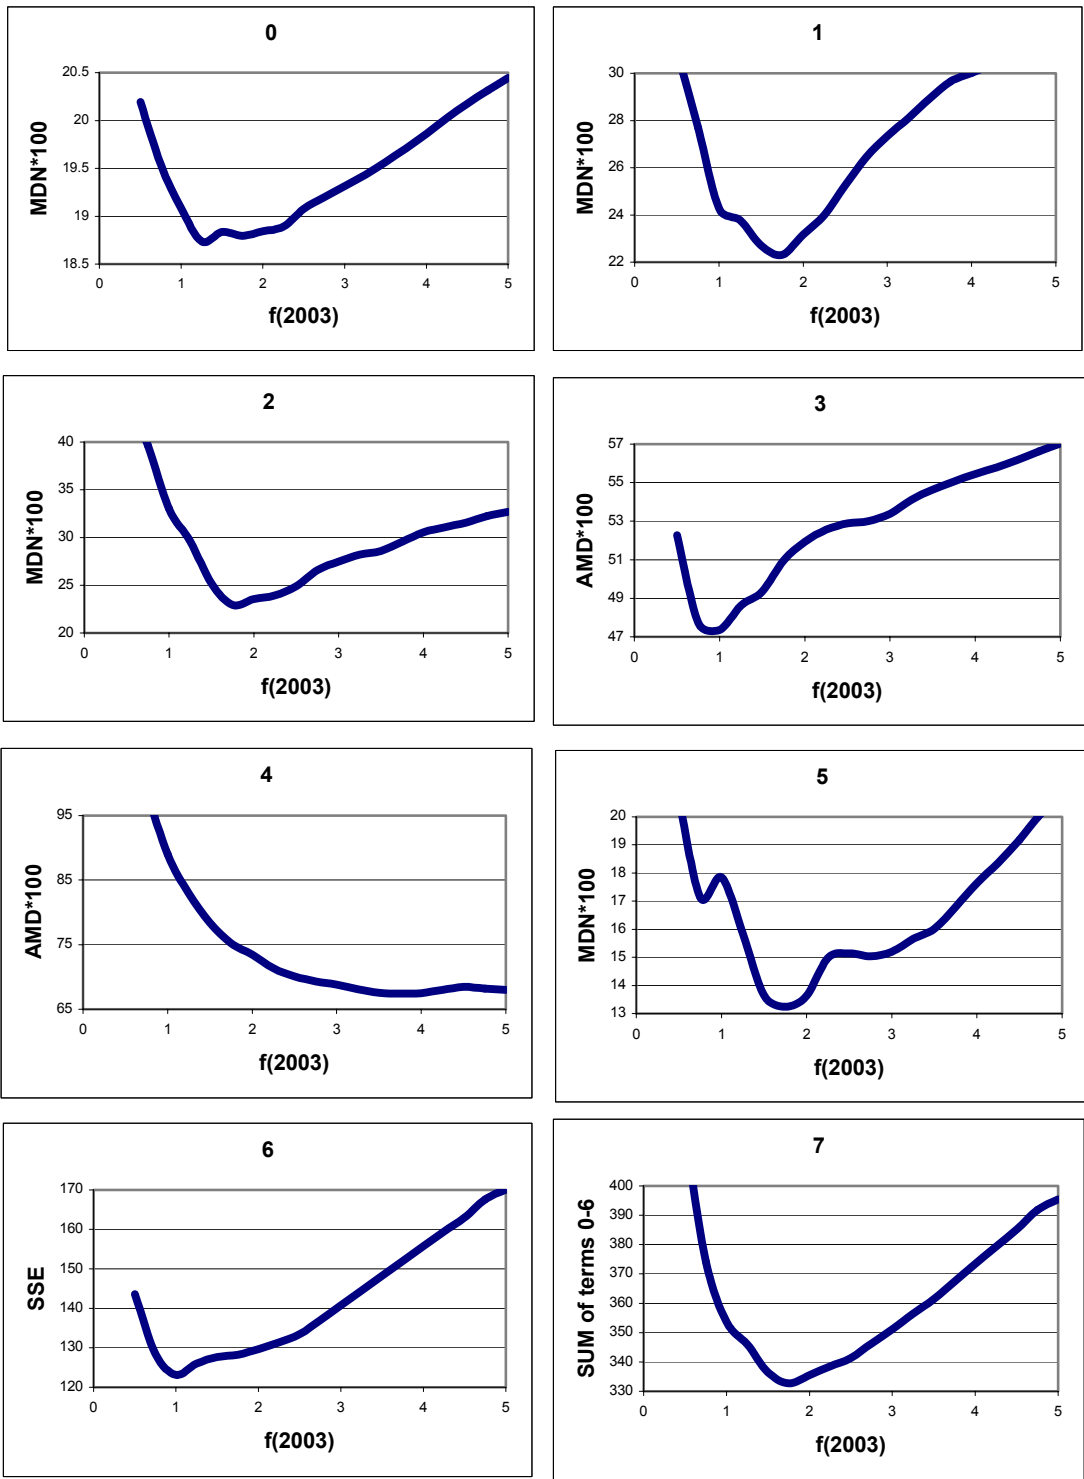 0
MDN*100
20.5
20
19.5
19
18.5
0 1 2 3 4 5
f(2003)
1
MDN*100
30
28
26
24
22
0 1 2 3 4 5
f(2003)
2
MDN*100
40
35
30
25
20
0 1 2 3 4 5
f(2003)
3
AMD*100
57
55
53
51
49
47
0 1 2 3 4 5
f(2003)
4
AMD*100
95
85
75
65
0 1 2 3 4 5
f(2003)
5
MDN*100
20
19
18
17
16
15
14
13
0 1 2 3 4 5
f(2003)
6
SSE
170
160
150
140
130
120
0 1 2 3 4 5
f(2003)
7
SUM of terms 0-6
400
390
380
370
360
350
340
330
0 1 2 3 4 5
f(2003)